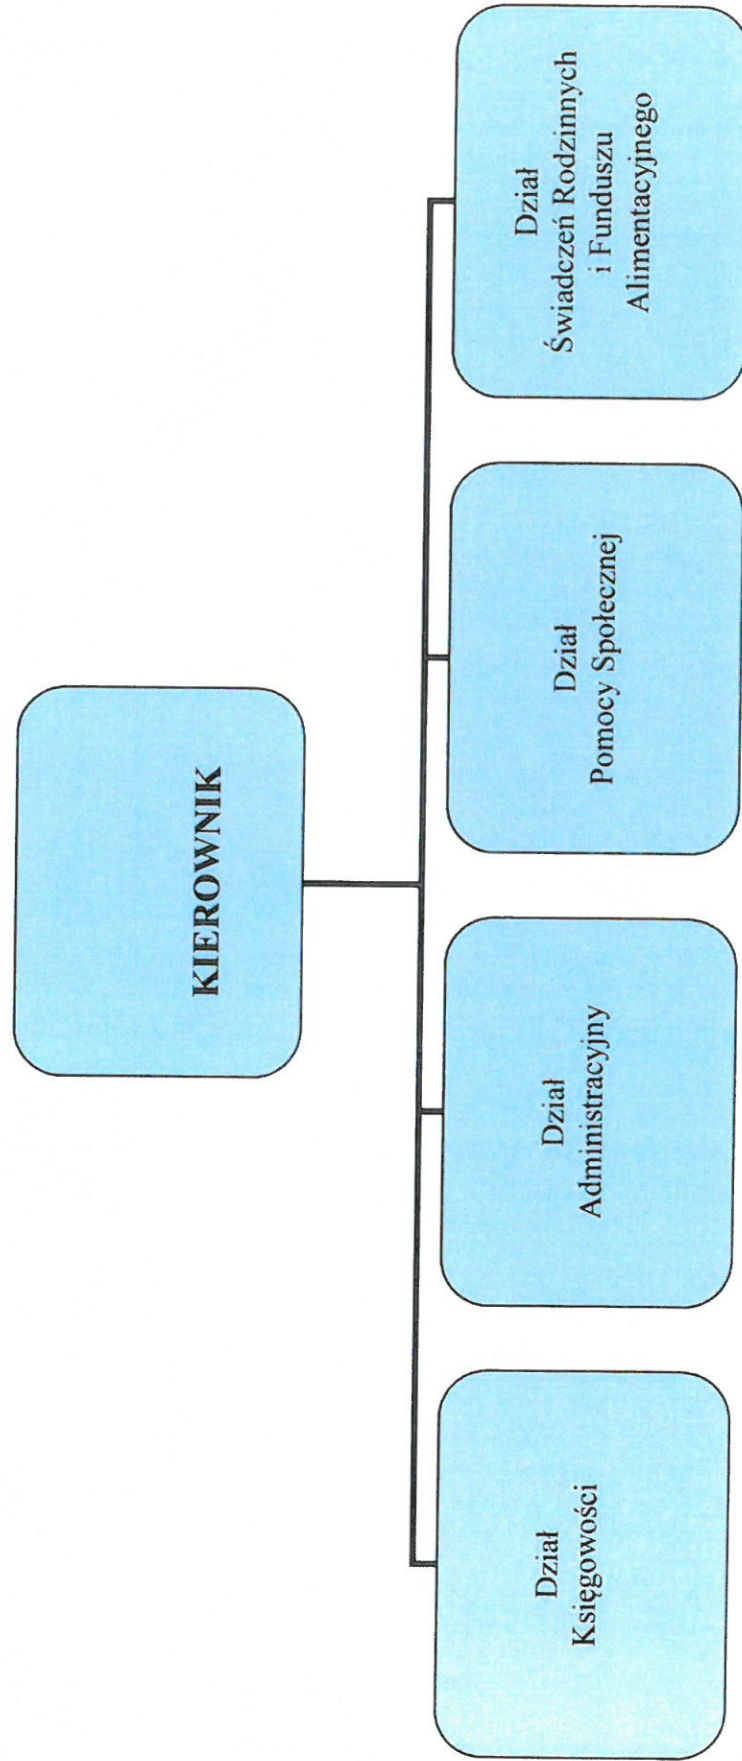 KIEROWNIK
Dział
Księgowości
Dział
Administracyjny
Dział
Pomocy Społecznej
Dział
Świadczeń Rodzinnych
i Funduszu
Alimentacyjnego